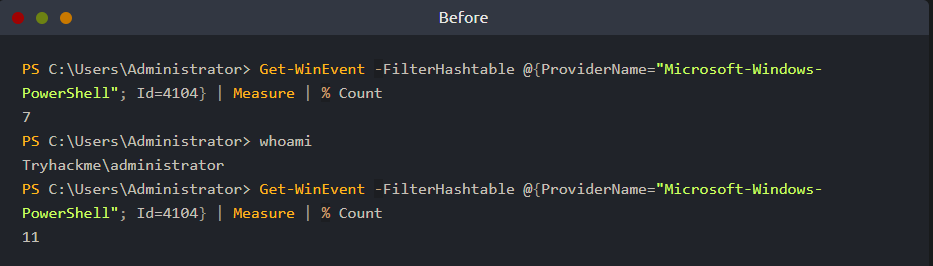 Before
PS C:\Users\Administrator> Get-WinEvent -FilterHashtable @{ProviderName="Microsoft-Windows-
PowerShell"; Id=4104} | Measure | % Count
7
PS C:\Users\Administrator> whoami
Tryhackme\administrator
PS C:\Users\Administrator> Get-WinEvent -FilterHashtable @{ProviderName="Microsoft-Windows-
PowerShell"; Id=4104} | Measure | % Count
11